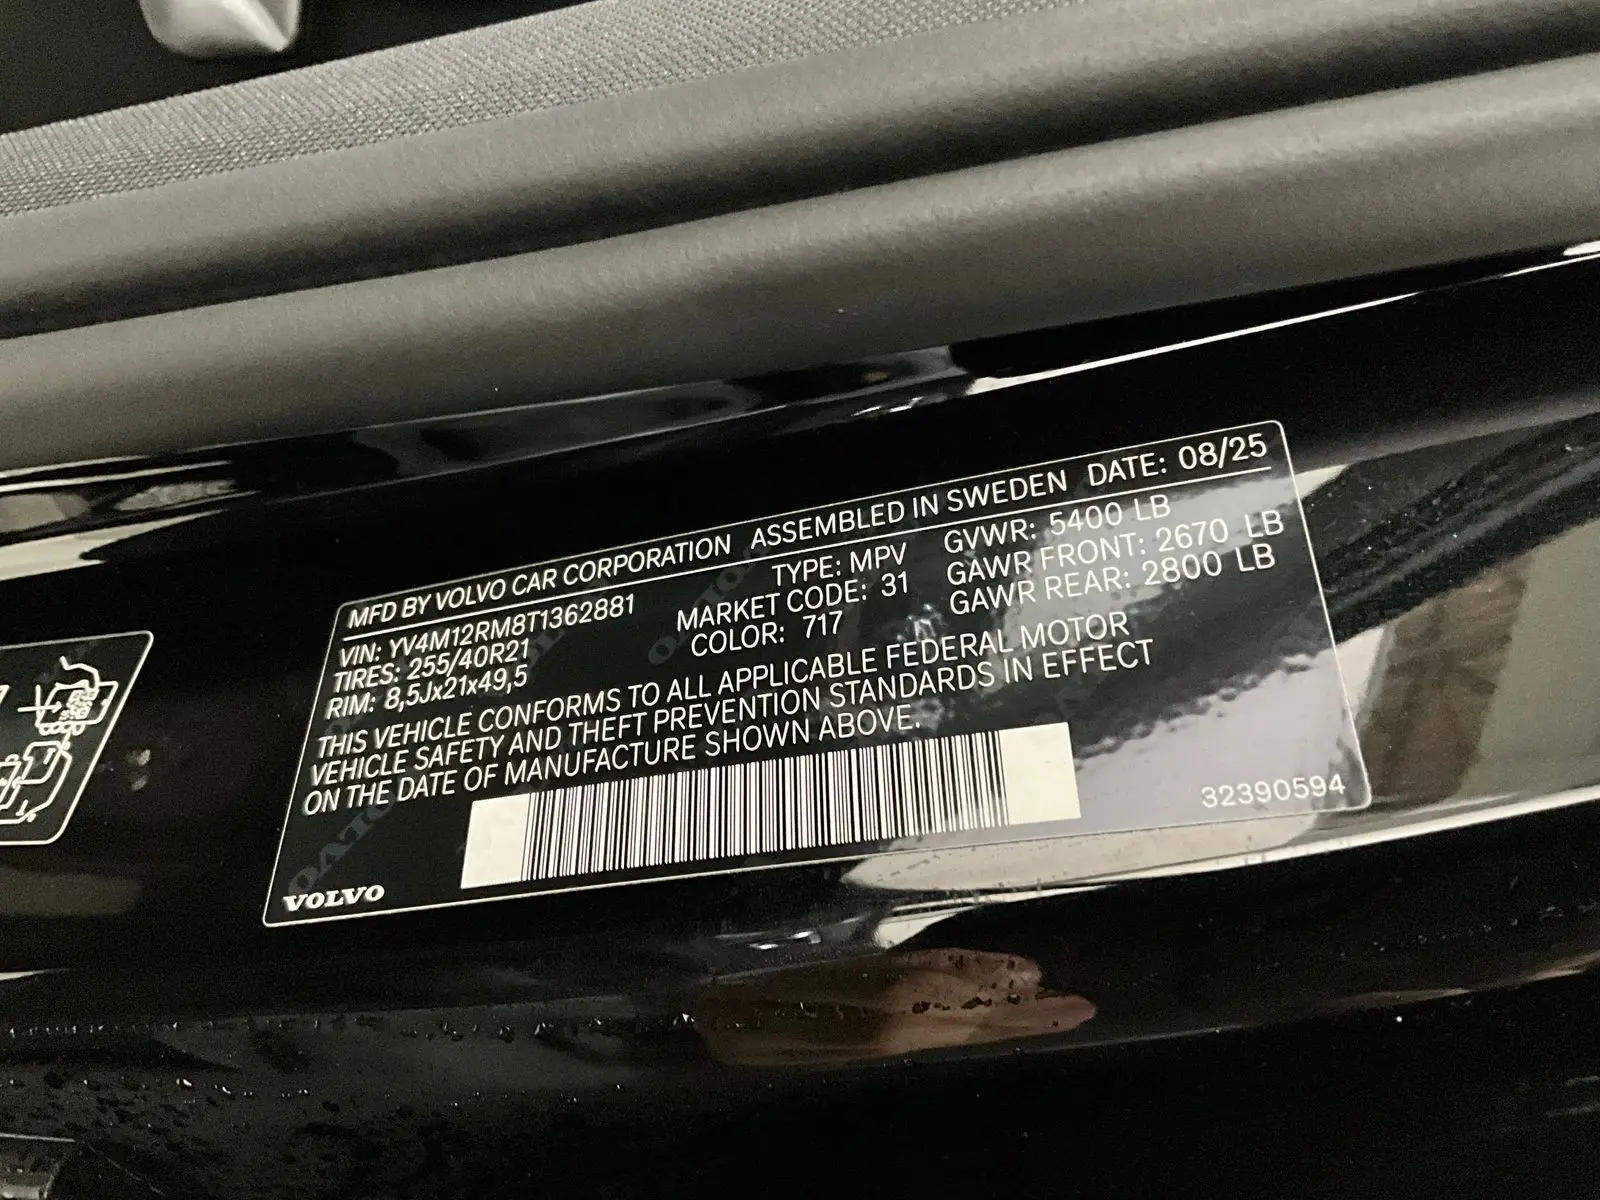 MFD BY VOLVO CAR CORPORATION ASSEMBLED IN SWEDEN DATE: 08/25
VIN: YV4M12RM8T1362881 TYPE: MPV GVWR: 5400 LB
TIRES: 255/40R21 MARKET CODE: 31 GAWR FRONT: 2670 LB
RIM: 8,5Jx21x49,5 COLOR: 717 GAWR REAR: 2800 LB
THIS VEHICLE CONFORMS TO ALL APPLICABLE FEDERAL MOTOR
VEHICLE SAFETY AND THEFT PREVENTION STANDARDS IN EFFECT
ON THE DATE OF MANUFACTURE SHOWN ABOVE.
32390594
VOLVO